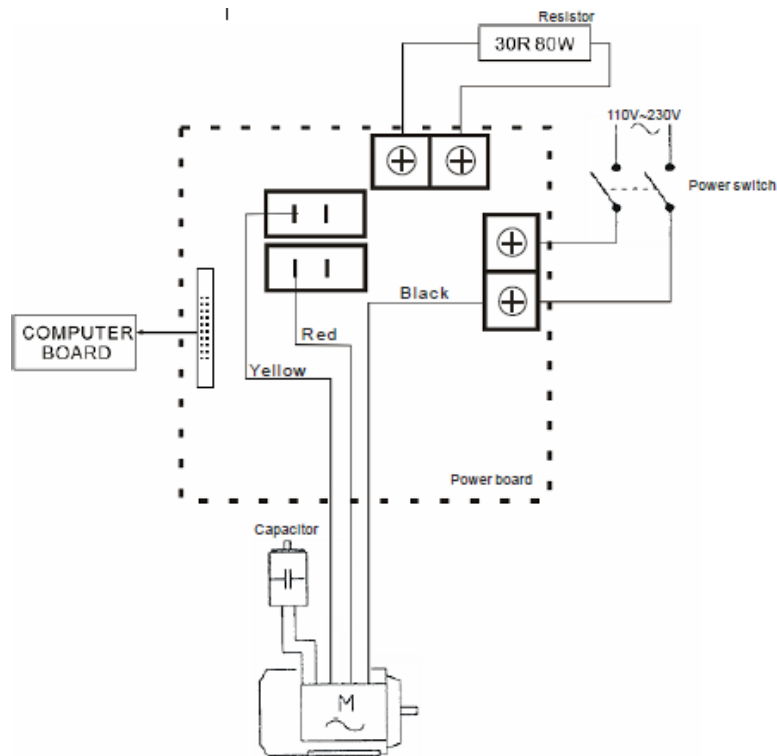 Resistor
30R 80W
110V~230V
Power switch
Black
Red
COMPUTER
BOARD
Yellow
Power board
Capacitor
M